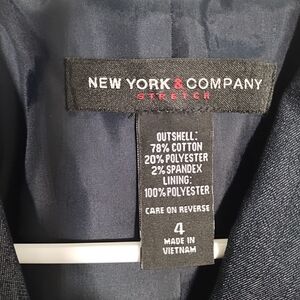 NEW YORK & COMPANY
STRETCH
OUTSHELL:
78% COTTON
20% POLYESTER
2% SPANDEX
LINING:
100% POLYESTER
CARE ON REVERSE
4
MADE IN
VIETNAM